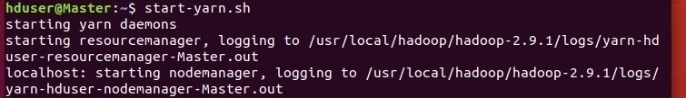 hduser@Master:~$ start-yarn.sh
starting yarn daemons
starting resourcemanager, logging to /usr/local/hadoop/hadoop-2.9.1/logs/yarn-hd
user-resourcemanager-Master.out
localhost: starting nodemanager, logging to /usr/local/hadoop/hadoop-2.9.1/logs/
yarn-hduser-nodemanager-Master.out